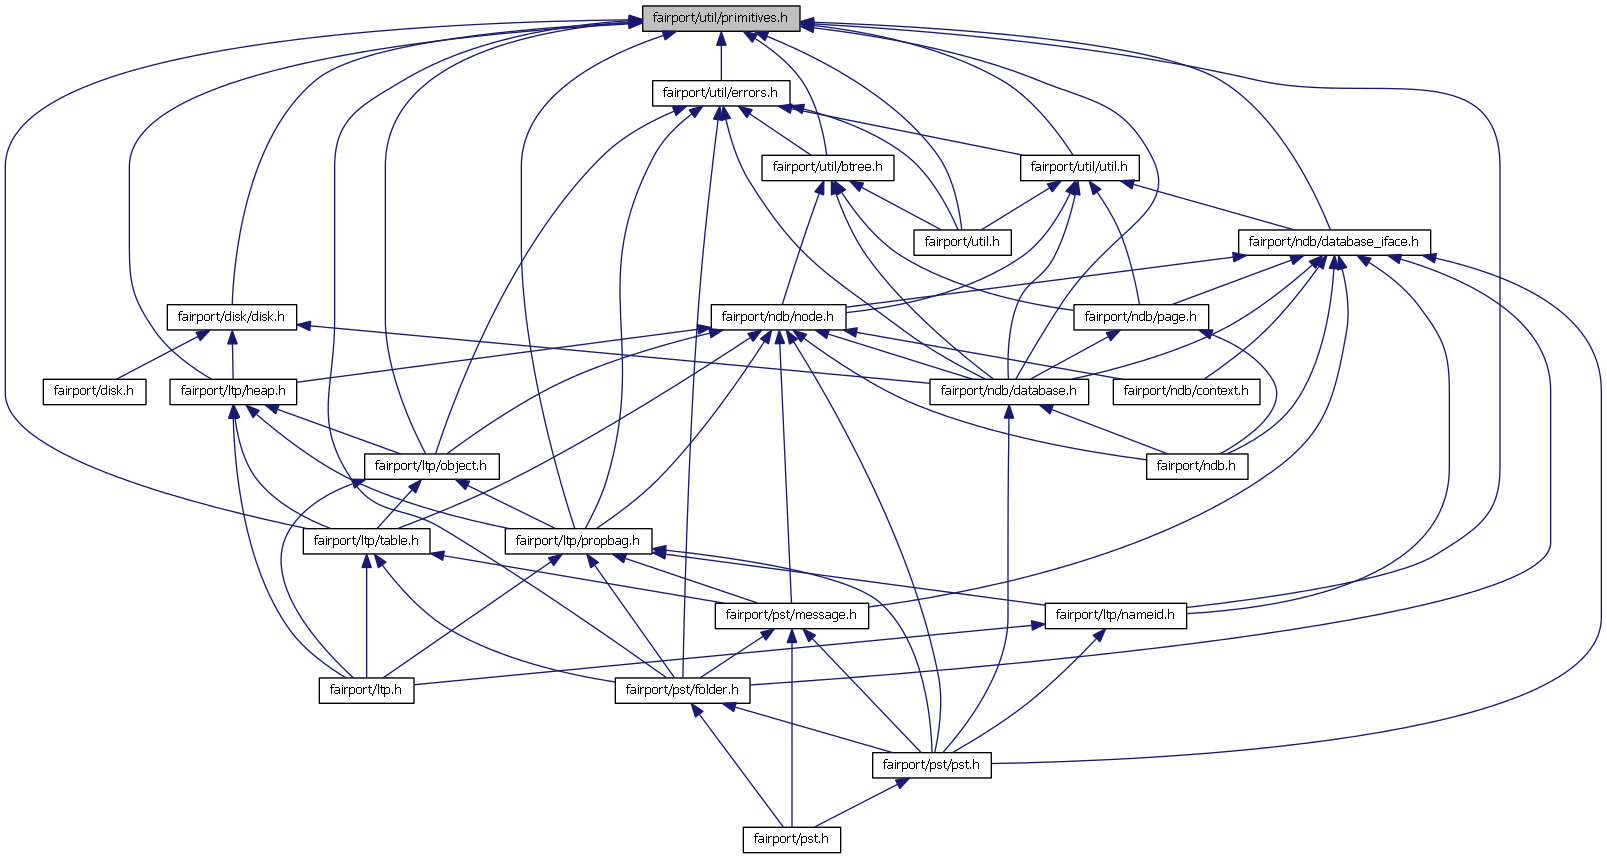 fairport/util/primitives.h
fairport/util/errors.h
fairport/util/btree.h
fairport/util/util.h
fairport/util.h
fairport/ndb/database_iface.h
fairport/disk/disk.h
fairport/ndb/node.h
fairport/ndb/page.h
fairport/disk.h
fairport/ltp/heap.h
fairport/ndb/database.h
fairport/ndb/context.h
fairport/ltp/object.h
fairport/ndb.h
fairport/ltp/table.h
fairport/ltp/propbag.h
fairport/pst/message.h
fairport/ltp/nameid.h
fairport/ltp.h
fairport/pst/folder.h
fairport/pst/pst.h
fairport/pst.h